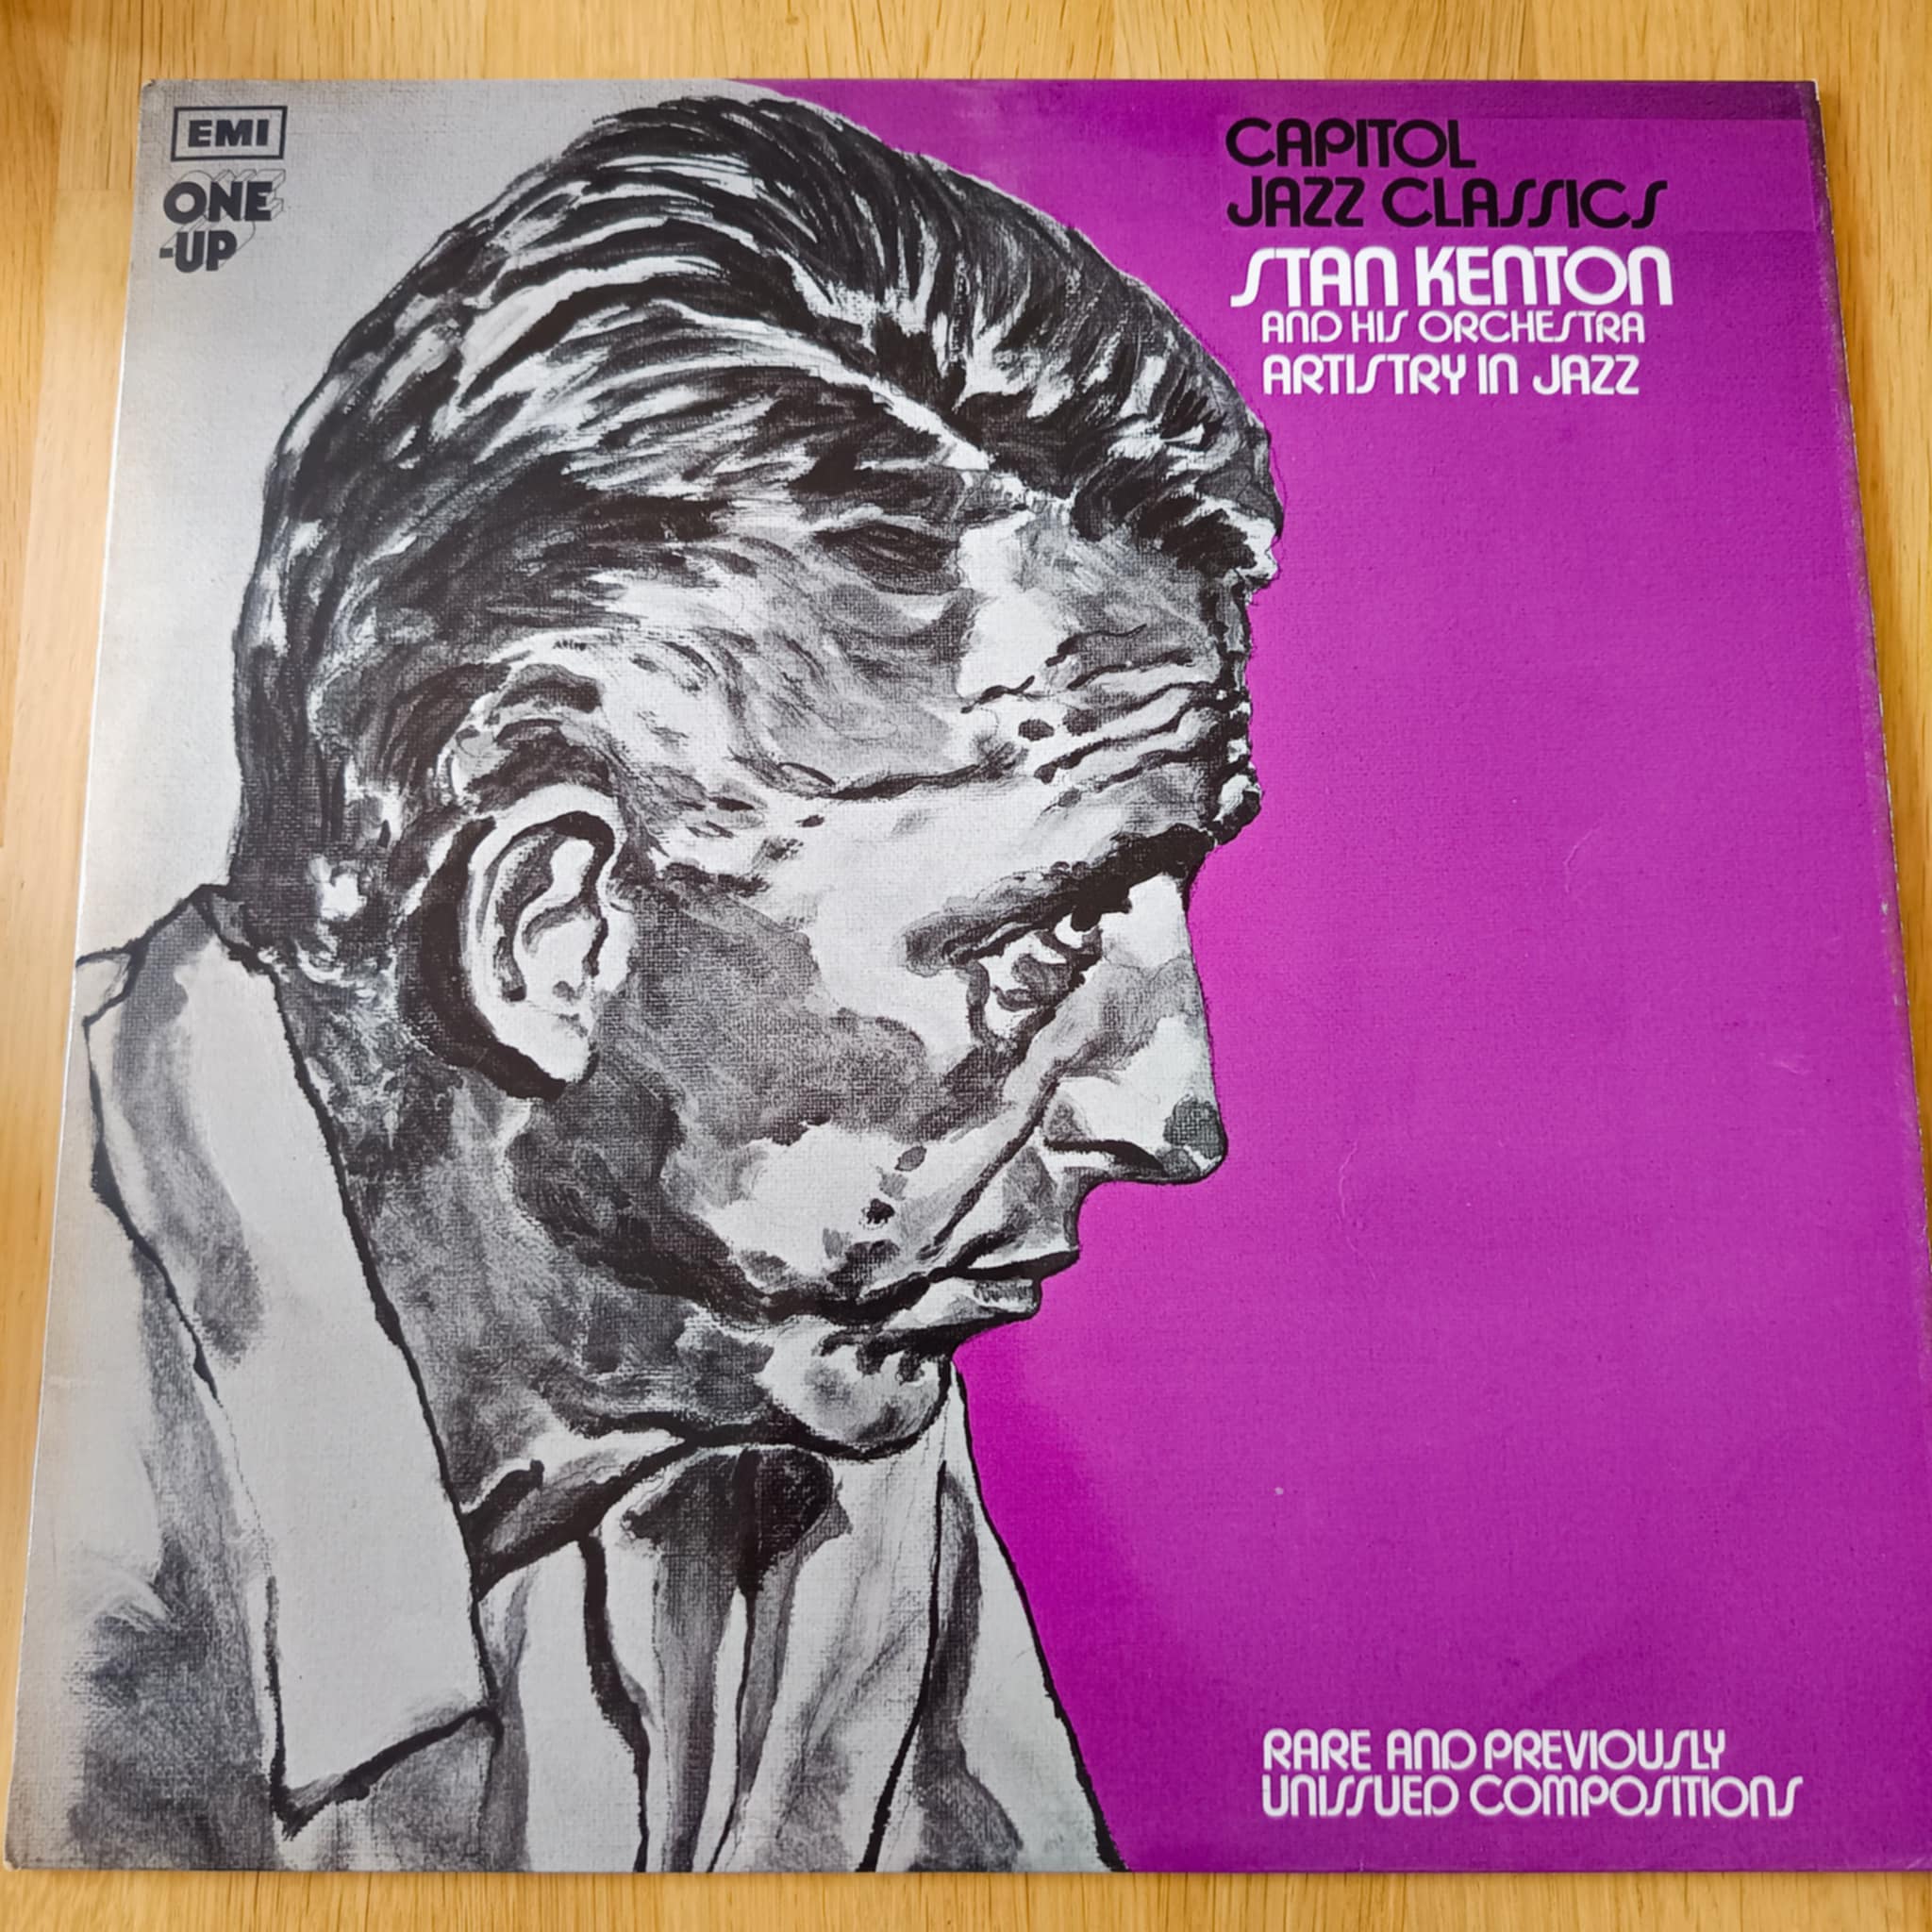 EMI
ONE
-UP
CAPITOL
JAZZ CLASSICS
STAN KENTON
AND HIS ORCHESTRA
ARTISTRY IN JAZZ
RARE AND PREVIOUSLY
UNISSUED COMPOSITIONS